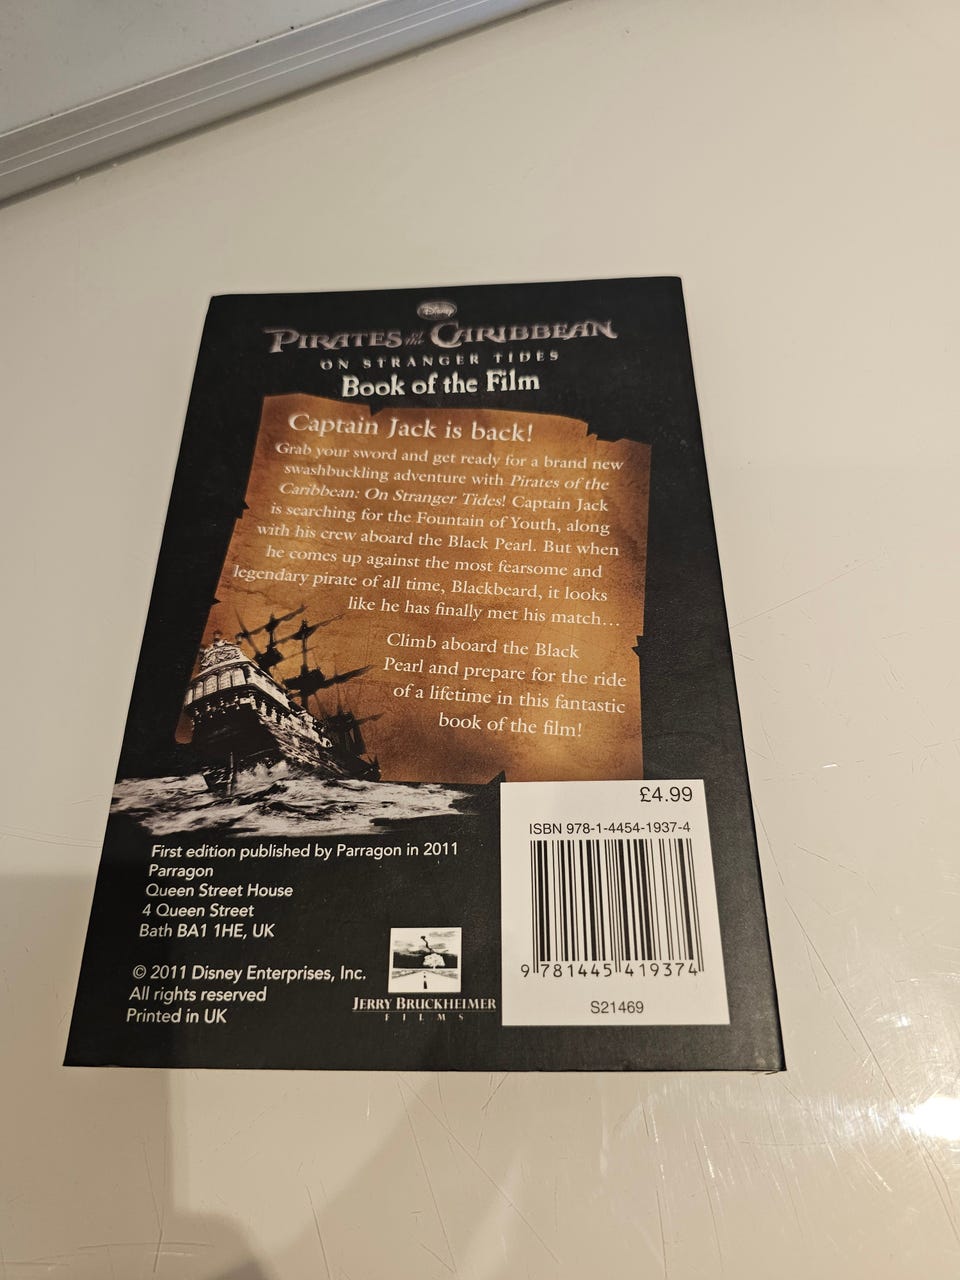 Disney
PIRATES of the CARIBBEAN
ON STRANGER TIDES
Book of the Film
Captain Jack is back!
Grab your sword and get ready for a brand new
swashbuckling adventure with Pirates of the
Caribbean: On Stranger Tides! Captain Jack
is searching for the Fountain of Youth, along
with his crew aboard the Black Pearl. But when
he comes up against the most fearsome and
legendary pirate of all time, Blackbeard, it looks
like he has finally met his match...
Climb aboard the Black
Pearl and prepare for the ride
of a lifetime in this fantastic
book of the film!
First edition published by Parragon in 2011
Parragon
Queen Street House
4 Queen Street
Bath BA1 1HE, UK
© 2011 Disney Enterprises, Inc.
All rights reserved
Printed in UK
JERRY BRUCKHEIMER
FILMS
£4.99
ISBN 978-1-4454-1937-4
9 781445 419374
S21469